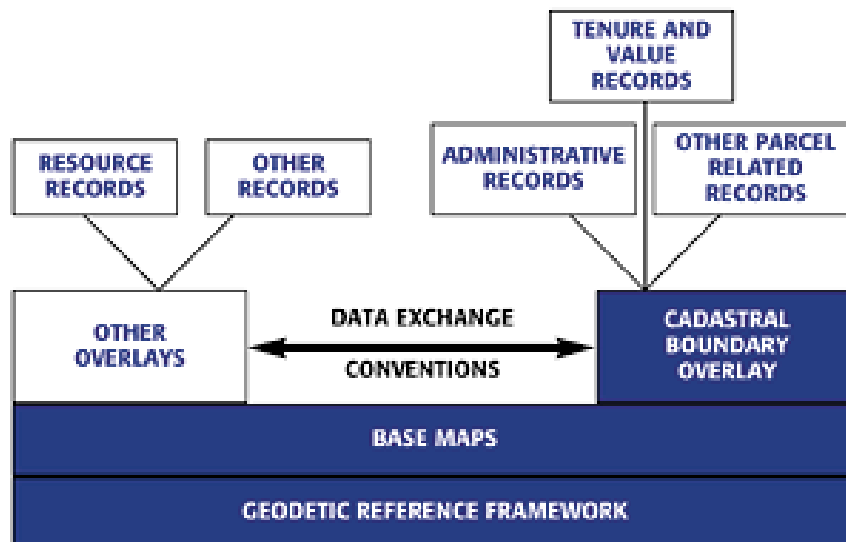 TENURE AND
VALUE
RECORDS
RESOURCE
RECORDS
OTHER
RECORDS
ADMINISTRATIVE
RECORDS
OTHER PARCEL
RELATED
RECORDS
OTHER
OVERLAYS
DATA EXCHANGE
CONVENTIONS
CADASTRAL
BOUNDARY
OVERLAY
BASE MAPS
GEODETIC REFERENCE FRAMEWORK